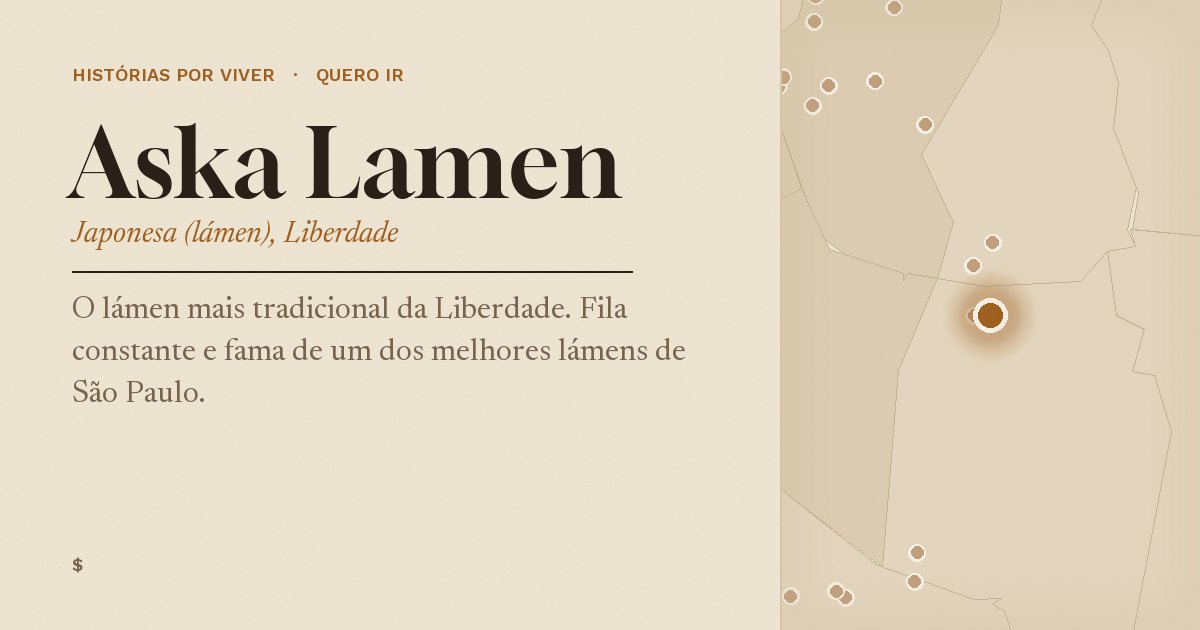 HISTÓRIAS POR VIVER · QUERO IR
Aska Lamen
Japonesa (lámen), Liberdade
O lámen mais tradicional da Liberdade. Fila
constante e fama de um dos melhores lámens de
São Paulo.
$